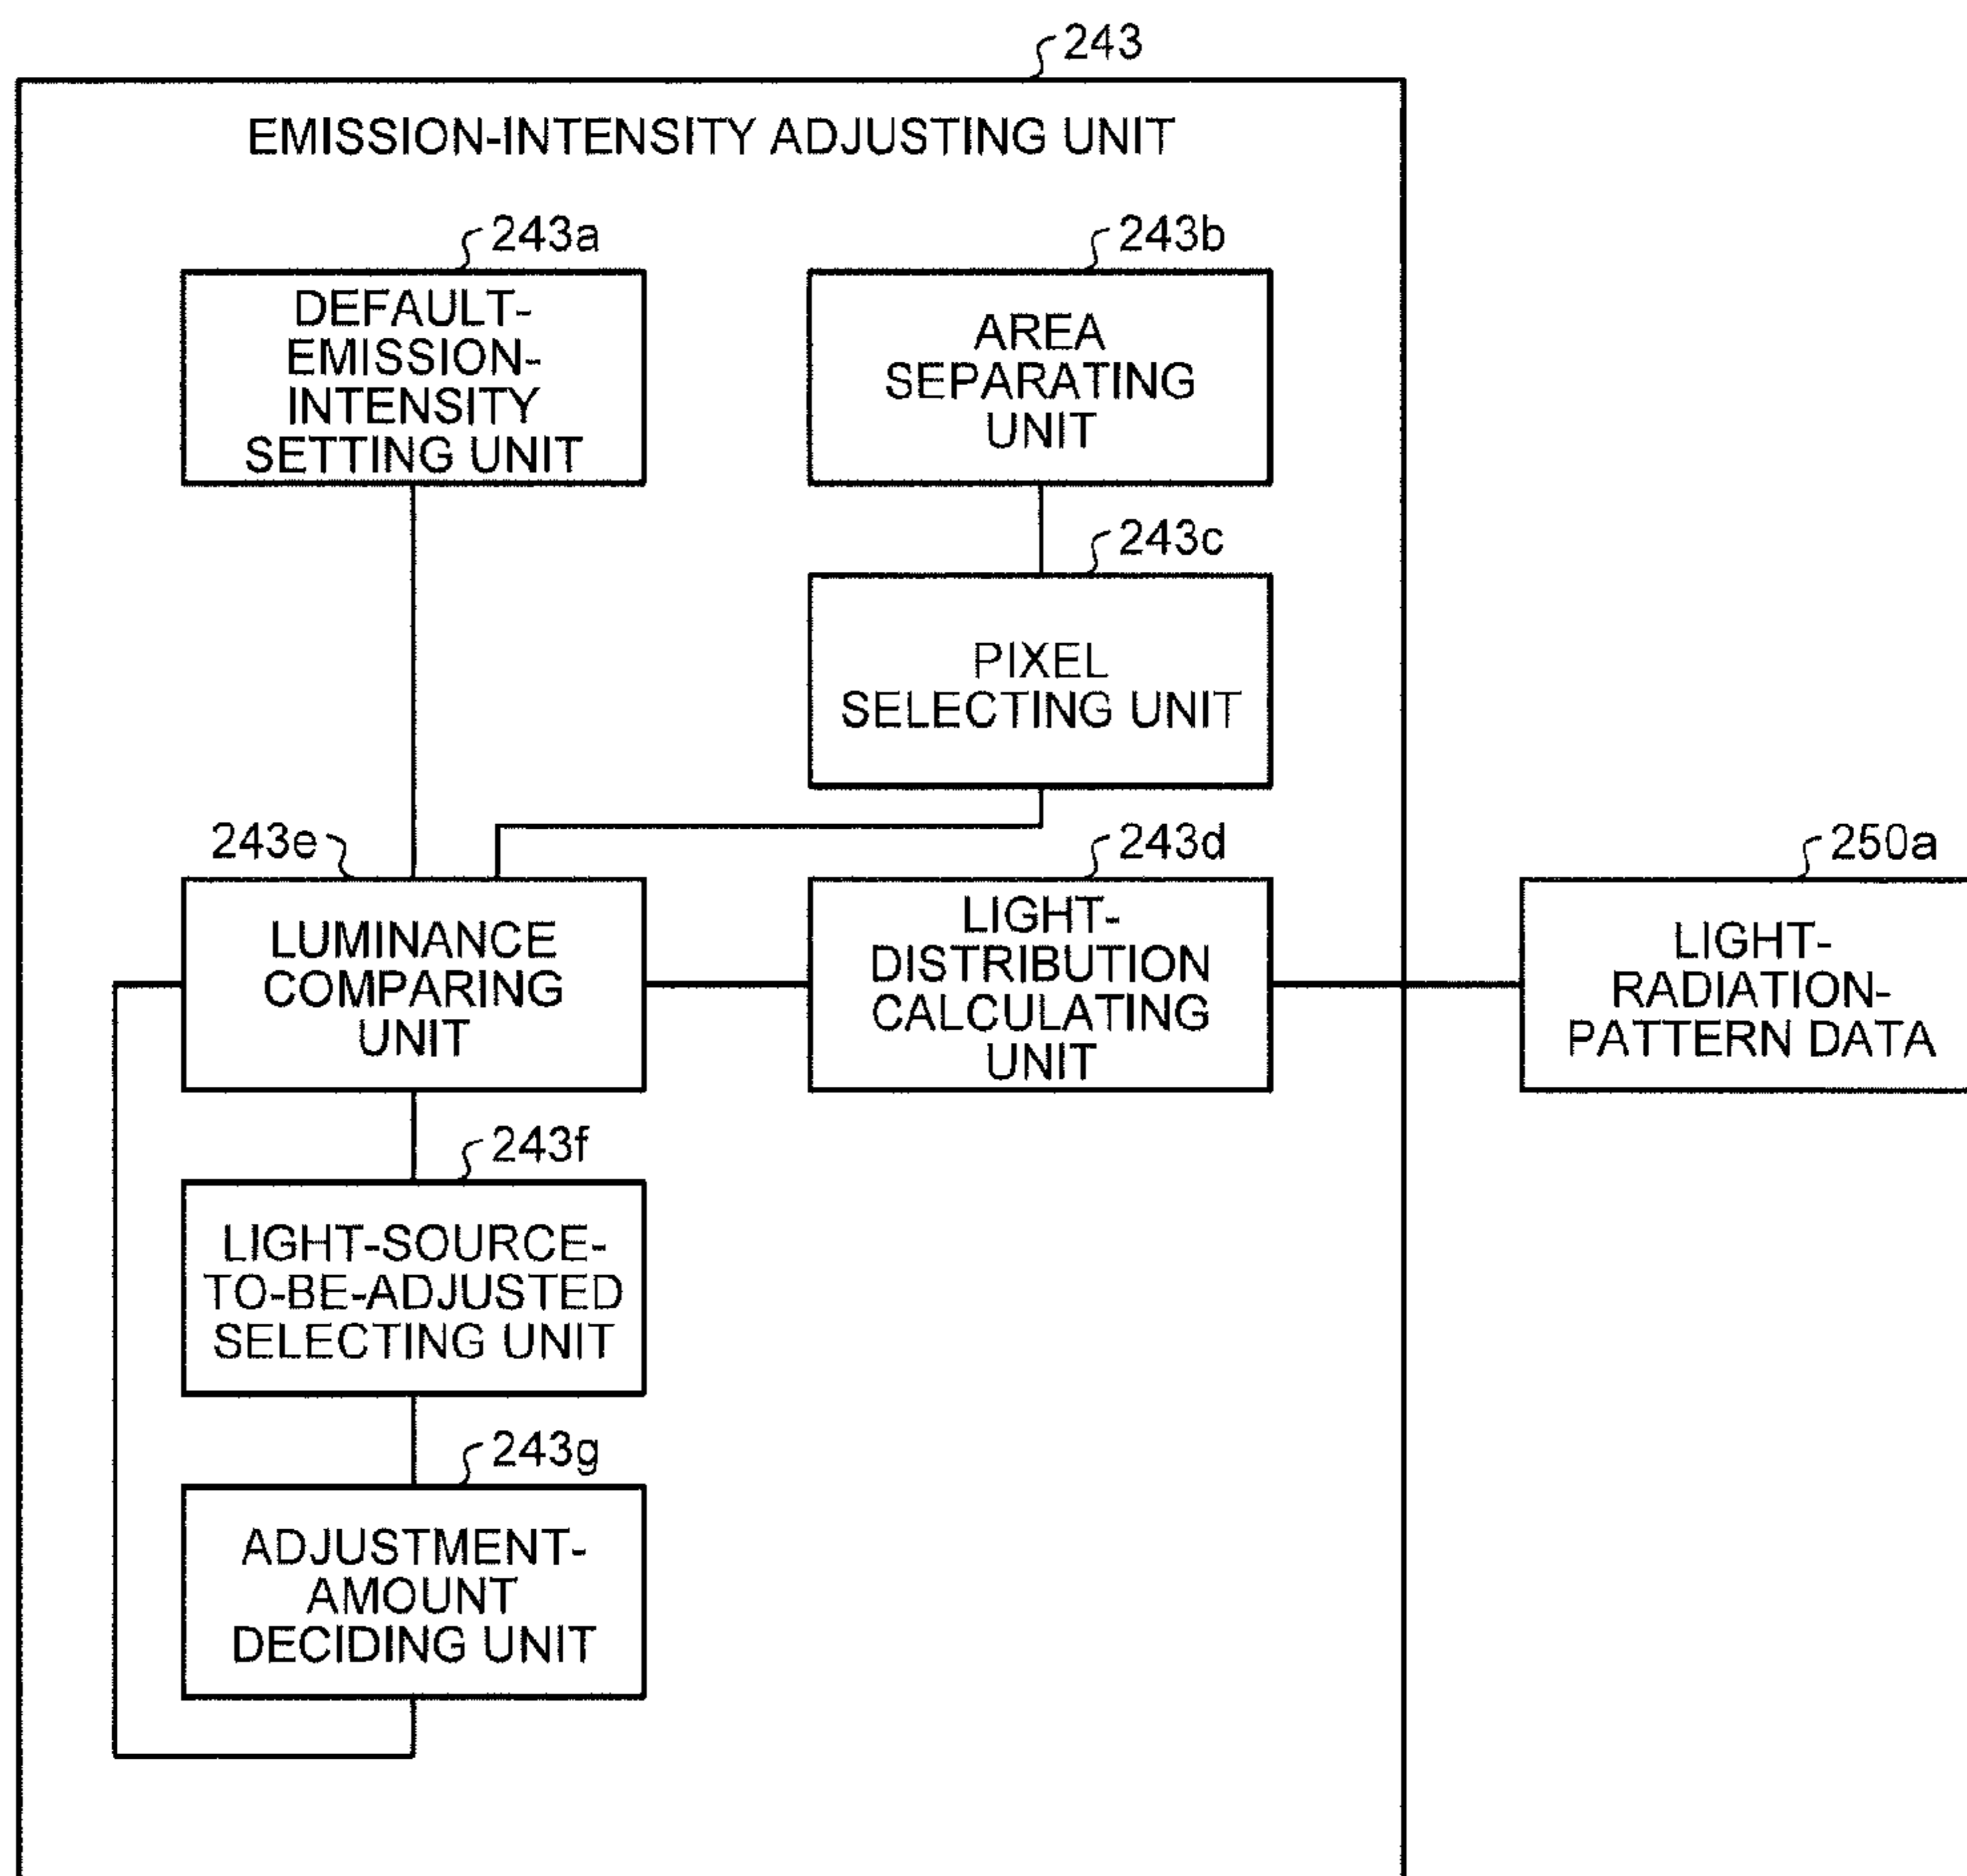 243
EMISSION-INTENSITY ADJUSTING UNIT
243a
DEFAULT-
EMISSION-
INTENSITY
SETTING UNIT
243b
AREA
SEPARATING
UNIT
243c
PIXEL
SELECTING UNIT
243e
LUMINANCE
COMPARING
UNIT
243d
LIGHT-
DISTRIBUTION
CALCULATING
UNIT
250a
LIGHT-
RADIATION-
PATTERN DATA
243f
LIGHT-SOURCE-
TO-BE-ADJUSTED
SELECTING UNIT
243g
ADJUSTMENT-
AMOUNT
DECIDING UNIT